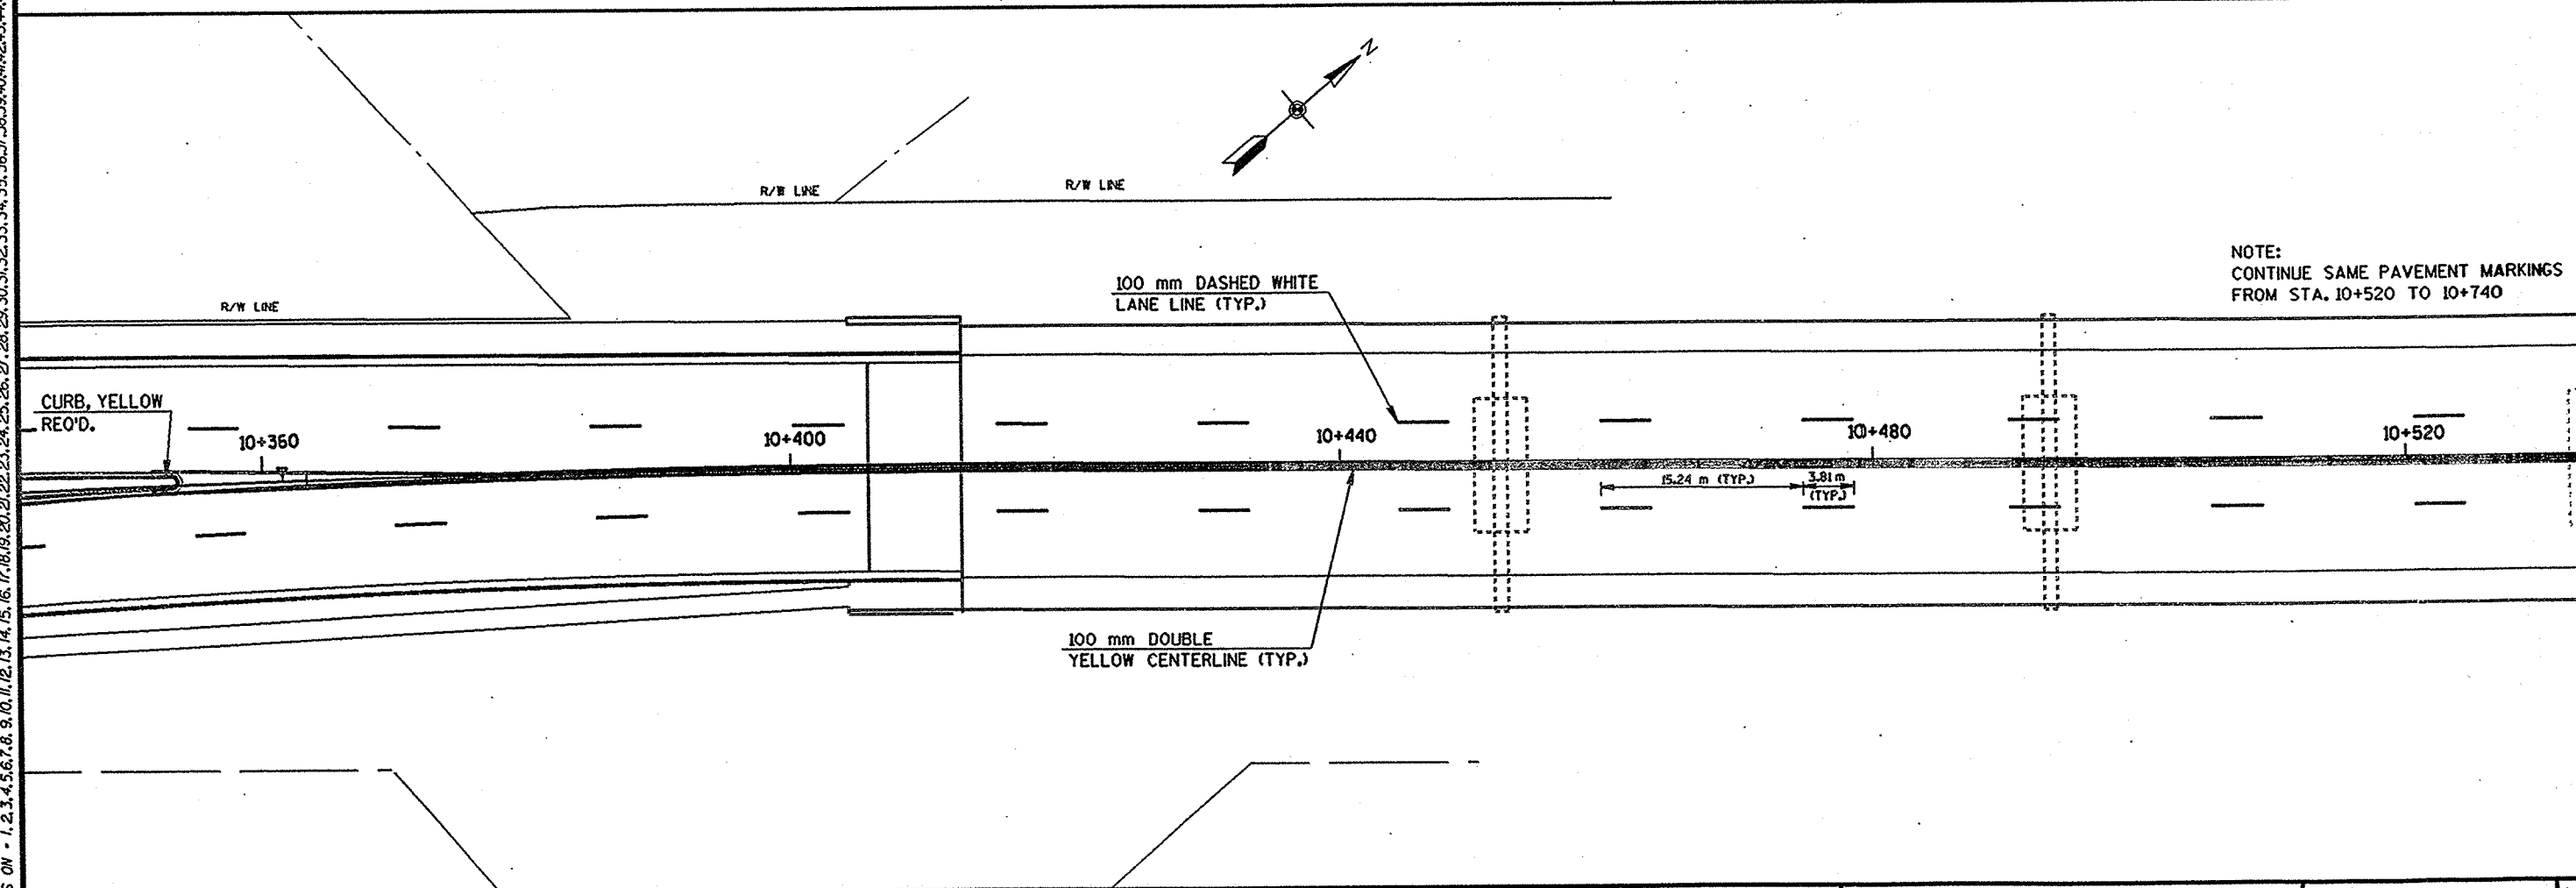 N
R/W LINE
R/W LINE
NOTE:
CONTINUE SAME PAVEMENT MARKINGS
FROM STA. 10+520 TO 10+740
100 mm DASHED WHITE
LANE LINE (TYP.)
R/W LINE
CURB, YELLOW
REO'D.
10+360
10+400
10+440
10+480
10+520
15.24 m (TYP.)
3.81 m
(TYP.)
100 mm DOUBLE
YELLOW CENTERLINE (TYP.)